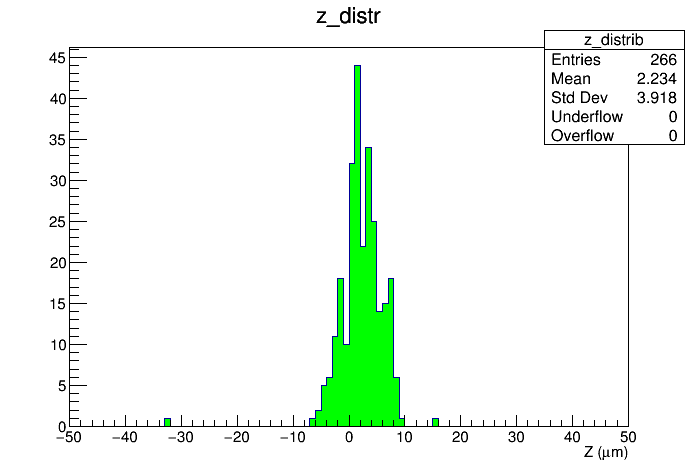 z_distr
z_distrib
Entries 266
Mean 2.234
Std Dev 3.918
Underflow 0
Overflow 0
45
40
35
30
25
20
15
10
5
0
−50 −40 −30 −20 −10 0 10 20 30 40 50
Z (μm)